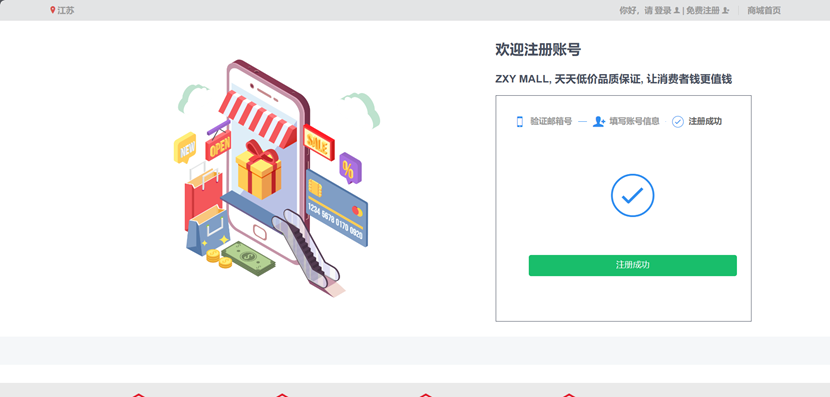 江苏
你好，请 登录 | 免费注册 | 商城首页
欢迎注册账号
ZXY MALL, 天天低价品质保证, 让消费者钱更值钱
验证邮箱号 — 填写账号信息 注册成功
NEW
OPEN
SALE
%
1234 5678 0170 0920
注册成功